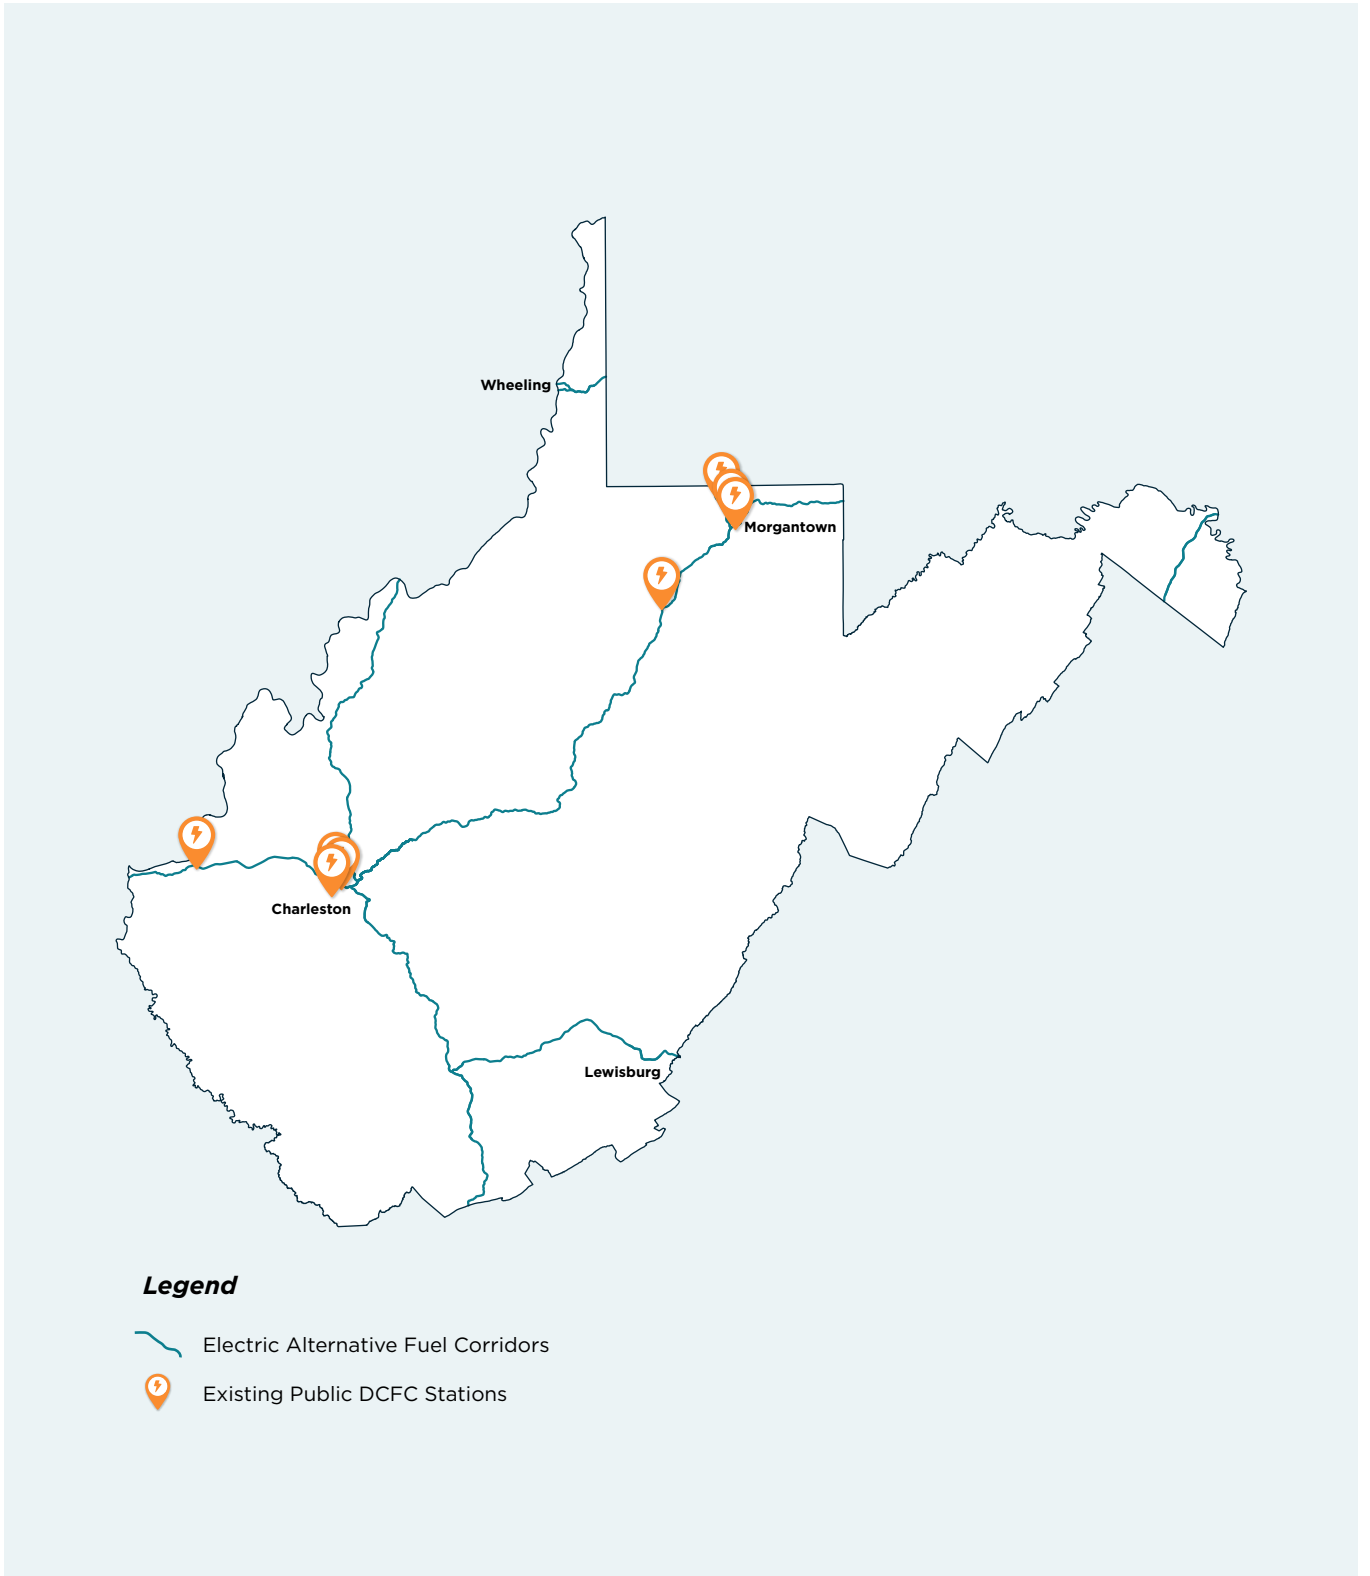 Wheeling
Morgantown
Charleston
Lewisburg
Legend
Electric Alternative Fuel Corridors
Existing Public DCFC Stations